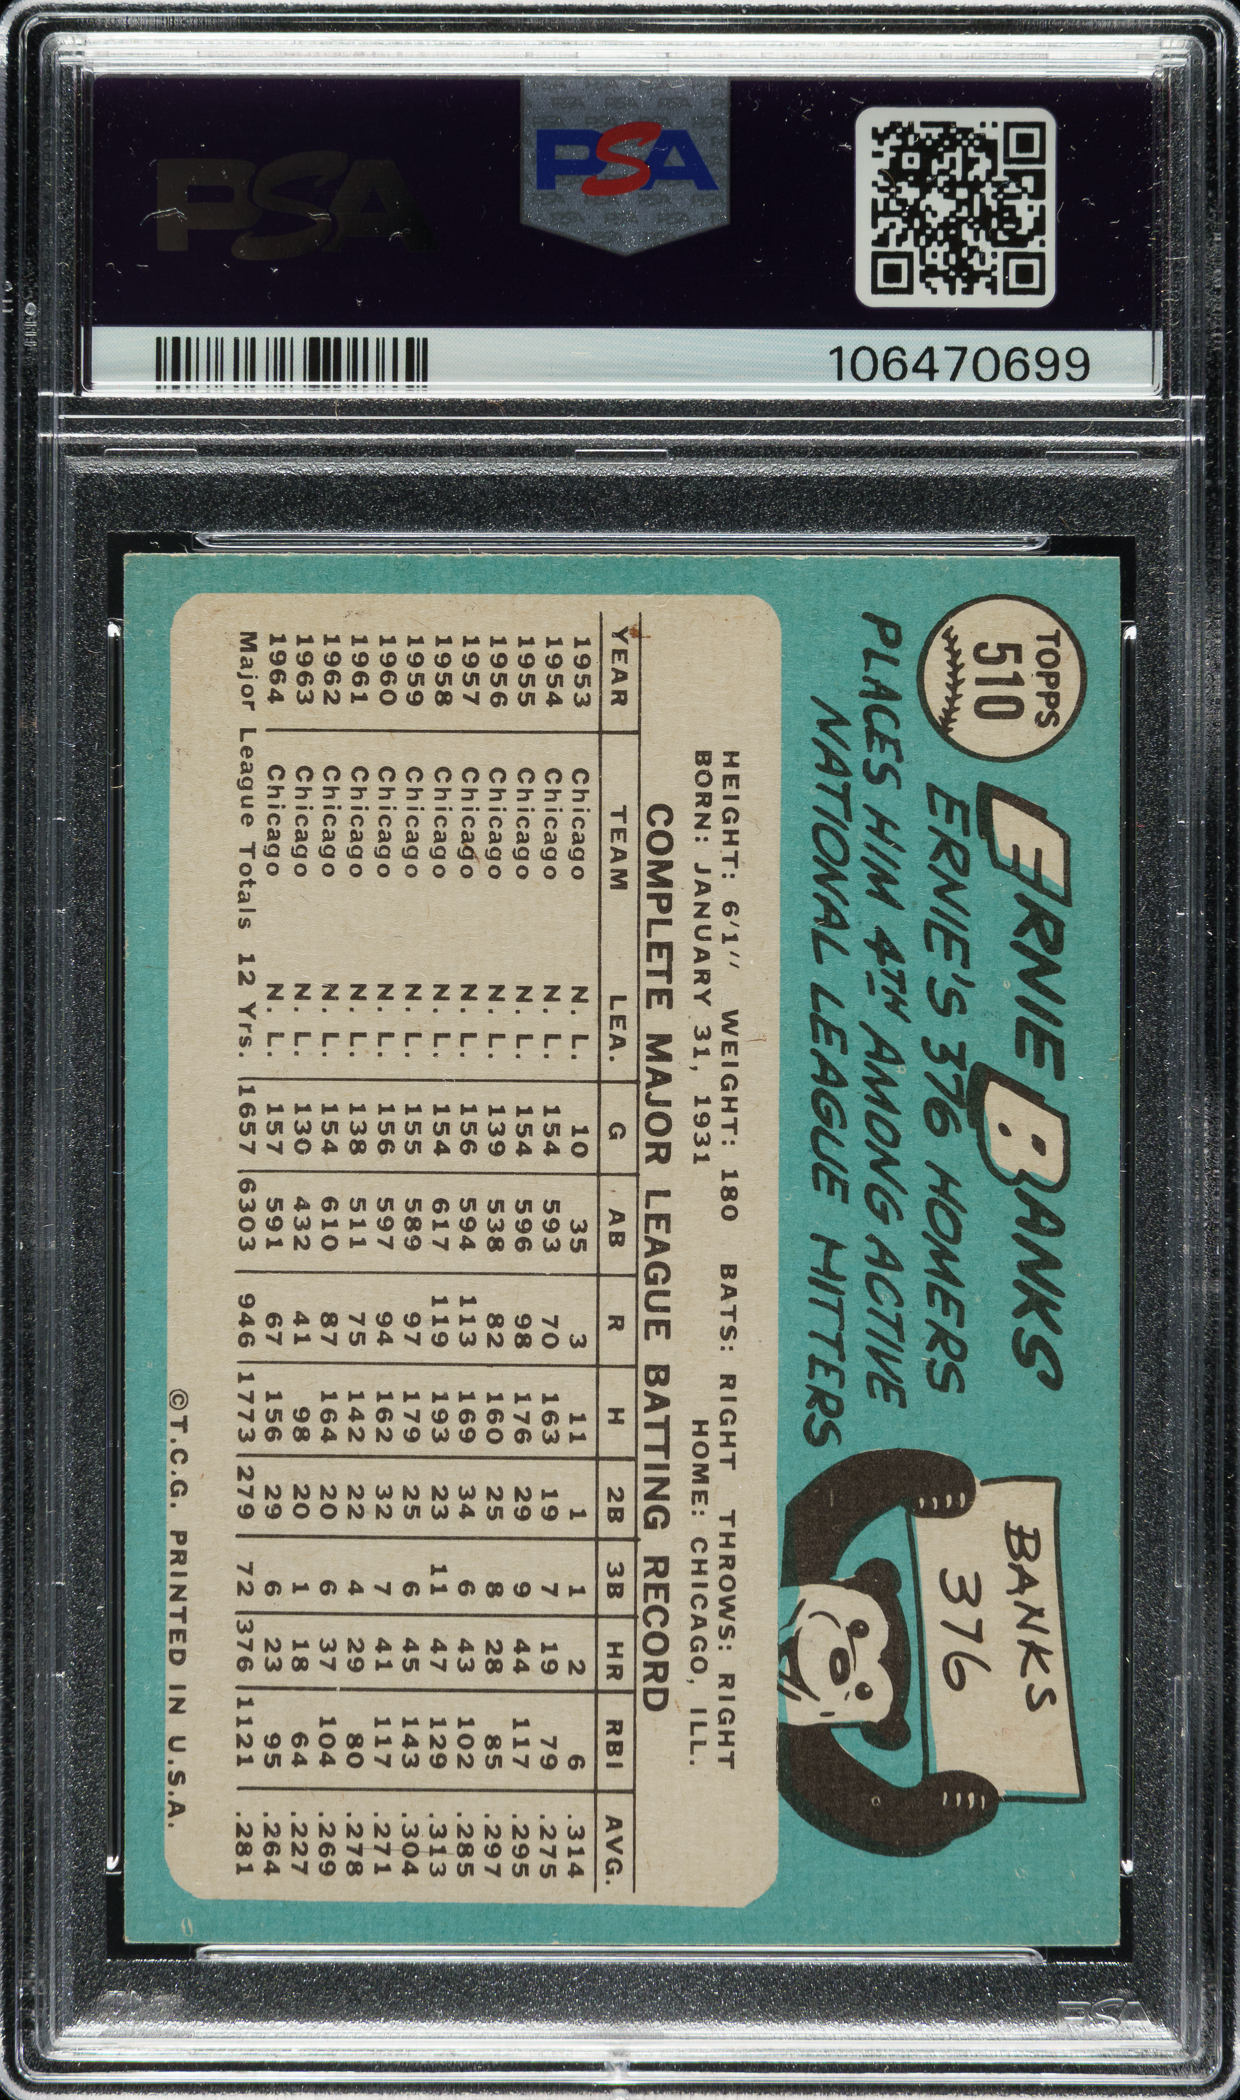 PSA
PSA
106470699
TOPPS
510
ERNIE BANKS
ERNIE'S 376 HOMERS
PLACES HIM 4TH AMONG ACTIVE
NATIONAL LEAGUE HITTERS
BANKS
376
HEIGHT: 6'1'' WEIGHT: 180 BATS: RIGHT THROWS: RIGHT
BORN: JANUARY 31, 1931 HOME: CHICAGO, ILL.
COMPLETE MAJOR LEAGUE BATTING RECORD
YEAR TEAM LEA. G AB R H 2B 3B HR RBI AVG.
1953 Chicago N. L. 10 35 3 11 1 1 2 6 .314
1954 Chicago N. L. 154 593 70 163 19 7 19 79 .275
1955 Chicago N. L. 154 596 98 176 29 9 44 117 .295
1956 Chicago N. L. 139 538 82 160 25 8 28 85 .297
1957 Chicago N. L. 156 594 113 169 34 6 43 102 .285
1958 Chicago N. L. 154 617 119 193 23 11 47 129 .313
1959 Chicago N. L. 155 589 97 179 25 6 45 143 .304
1960 Chicago N. L. 156 597 94 162 32 7 41 117 .271
1961 Chicago N. L. 138 511 75 142 22 4 29 80 .278
1962 Chicago N. L. 154 610 87 164 20 6 37 104 .269
1963 Chicago N. L. 130 432 41 98 20 1 18 64 .227
1964 Chicago N. L. 157 591 67 156 29 6 23 95 .264
Major League Totals 12 Yrs. 1657 6303 946 1773 279 72 376 1121 .281
©T.C.G. PRINTED IN U.S.A.
PSA